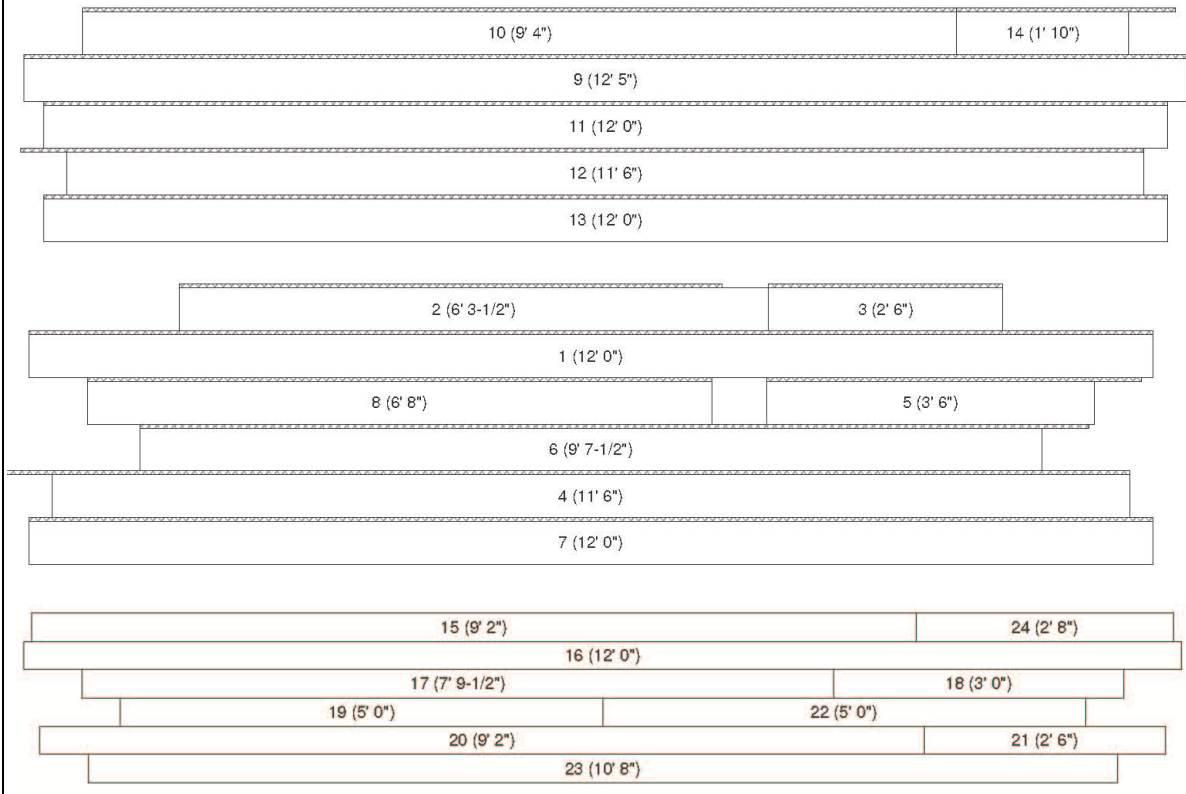 10 (9' 4") 14 (1' 10")
9 (12' 5")
11 (12' 0")
12 (11' 6")
13 (12' 0")
2 (6' 3-1/2") 3 (2' 6")
1 (12' 0")
8 (6' 8") 5 (3' 6")
6 (9' 7-1/2")
4 (11' 6")
7 (12' 0")
15 (9' 2") 24 (2' 8")
16 (12' 0")
17 (7' 9-1/2") 18 (3' 0")
19 (5' 0") 22 (5' 0")
20 (9' 2") 21 (2' 6")
23 (10' 8")